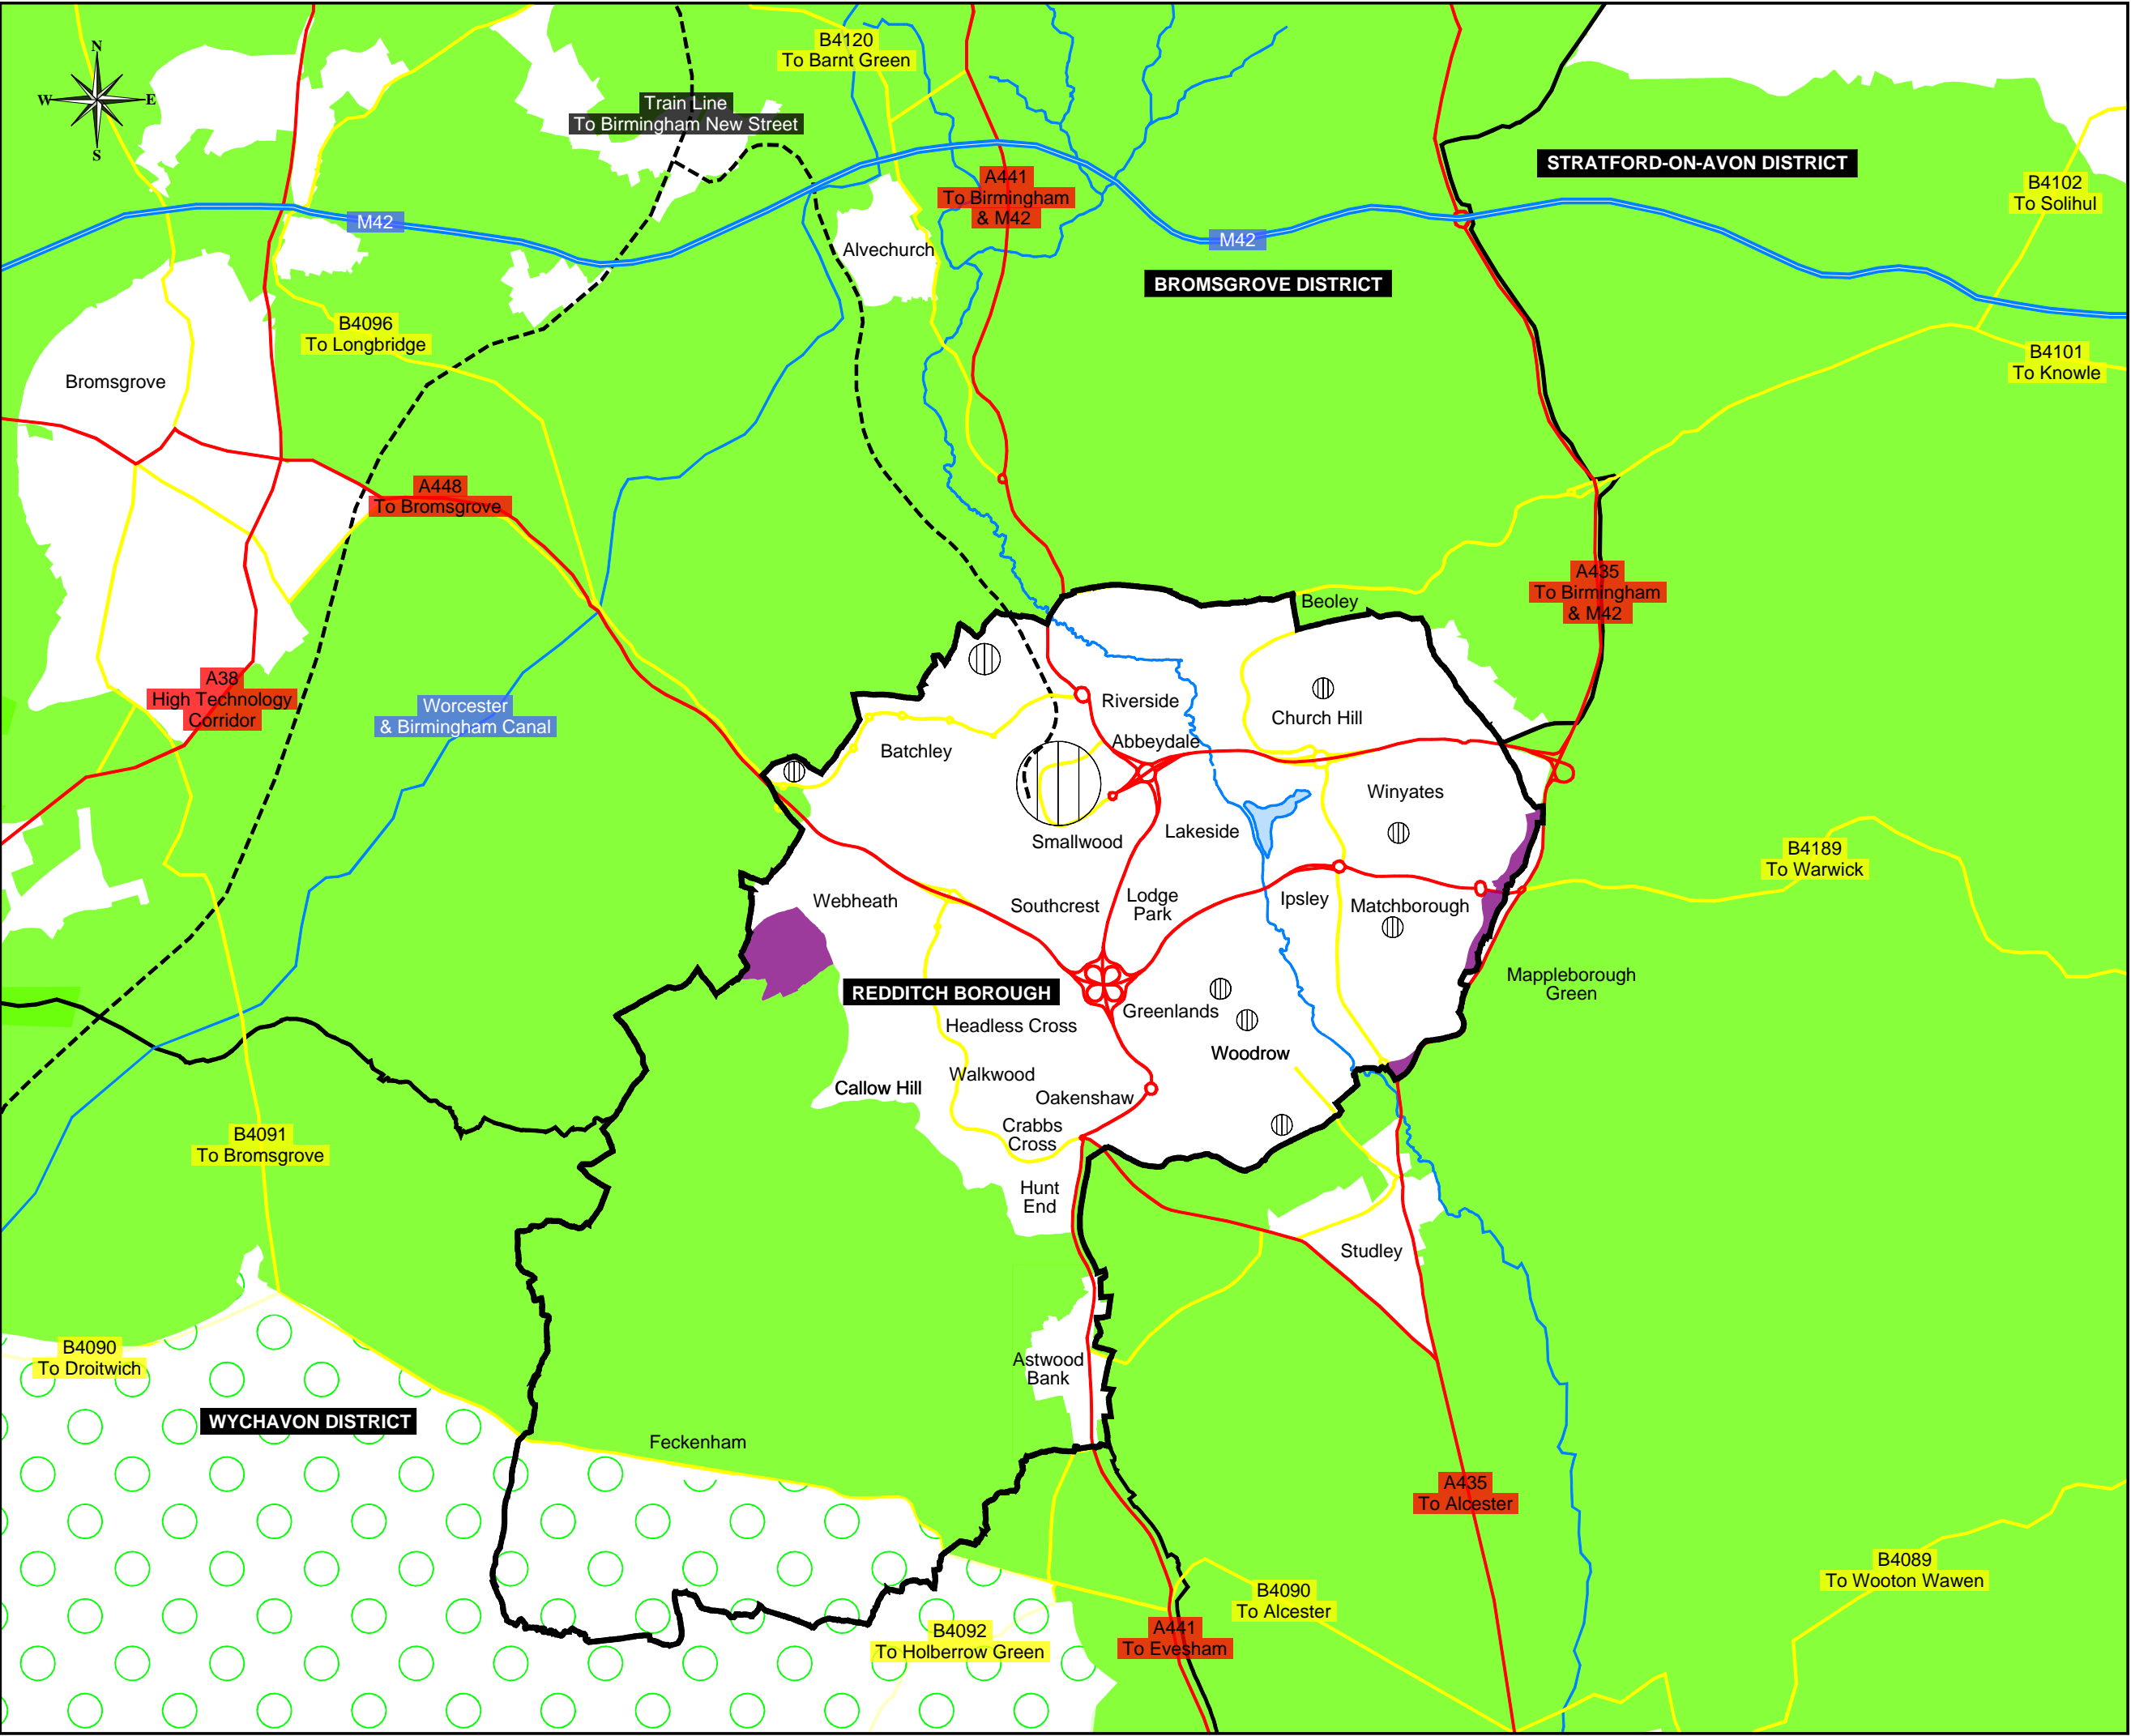 N
W
E
S
B4120
To Barnt Green
Train Line
To Birmingham New Street
A441
To Birmingham
& M42
STRATFORD-ON-AVON DISTRICT
B4102
To Solihul
M42
M42
Alvechurch
BROMSGROVE DISTRICT
B4096
To Longbridge
B4101
To Knowle
Bromsgrove
A448
To Bromsgrove
A435
To Birmingham
& M42
Beoley
A38
High Technology
Corridor
Worcester
& Birmingham Canal
Riverside
Church Hill
Abbeydale
Batchley
Winyates
Smallwood
Lakeside
B4189
To Warwick
Webheath
Southcrest
Lodge
Park
Ipsley
Matchborough
Mappleborough
Green
REDDITCH BOROUGH
Greenlands
Headless Cross
Woodrow
Walkwood
Callow Hill
Oakenshaw
Crabbs
Cross
B4091
To Bromsgrove
Hunt
End
Studley
B4090
To Droitwich
Astwood
Bank
WYCHAVON DISTRICT
Feckenham
A435
To Alcester
B4089
To Wooton Wawen
B4090
To Alcester
B4092
To Holberrow Green
A441
To Evesham